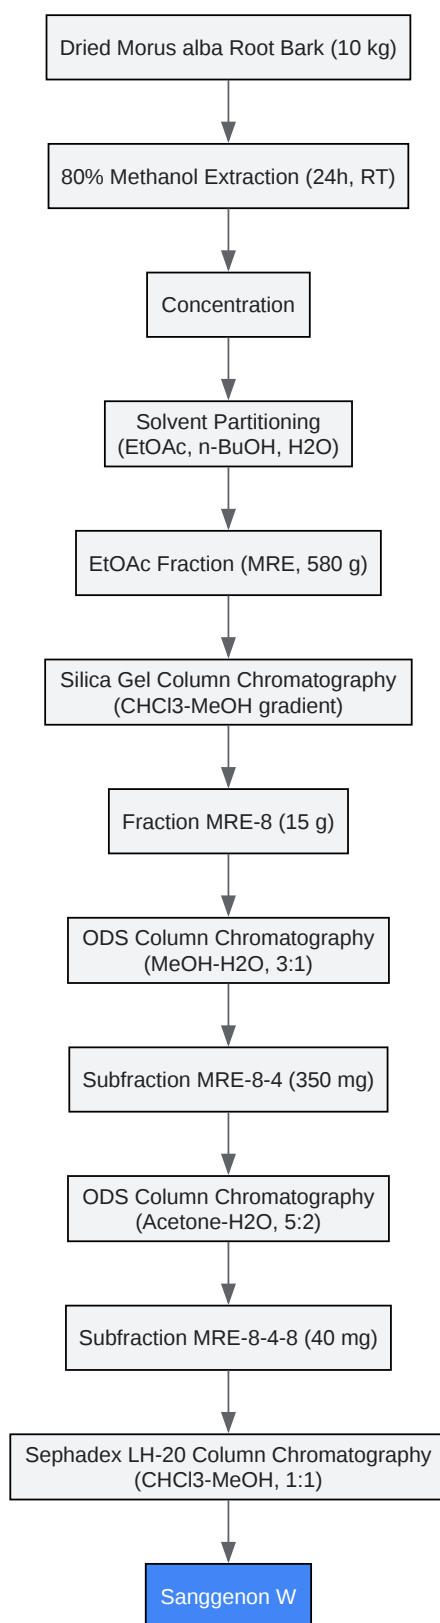 Dried Morus alba Root Bark (10 kg)
80% Methanol Extraction (24h, RT)
Concentration
Solvent Partitioning
(EtOAc, n-BuOH, H2O)
EtOAc Fraction (MRE, 580 g)
Silica Gel Column Chromatography
(CHCl3-MeOH gradient)
Fraction MRE-8 (15 g)
ODS Column Chromatography
(MeOH-H2O, 3:1)
Subfraction MRE-8-4 (350 mg)
ODS Column Chromatography
(Acetone-H2O, 5:2)
Subfraction MRE-8-4-8 (40 mg)
Sephadex LH-20 Column Chromatography
(CHCl3-MeOH, 1:1)
Sanggenon W